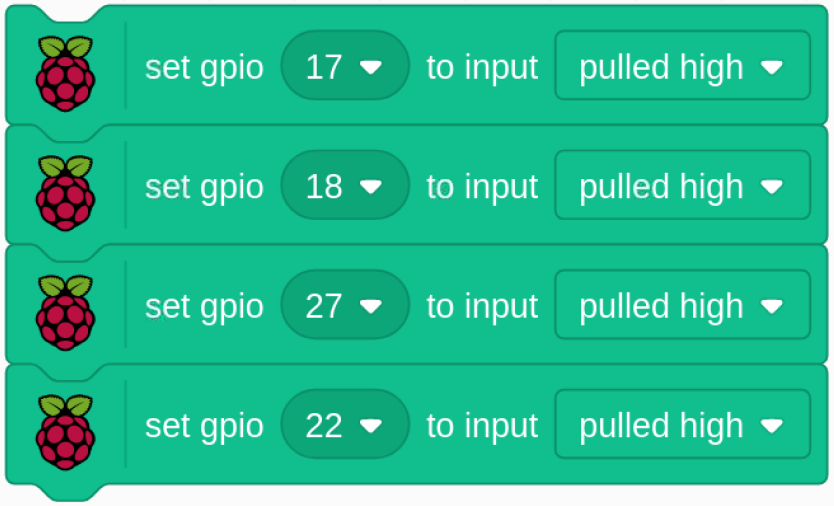 set gpio 17 to input pulled high
set gpio 18 to input pulled high
set gpio 27 to input pulled high
set gpio 22 to input pulled high